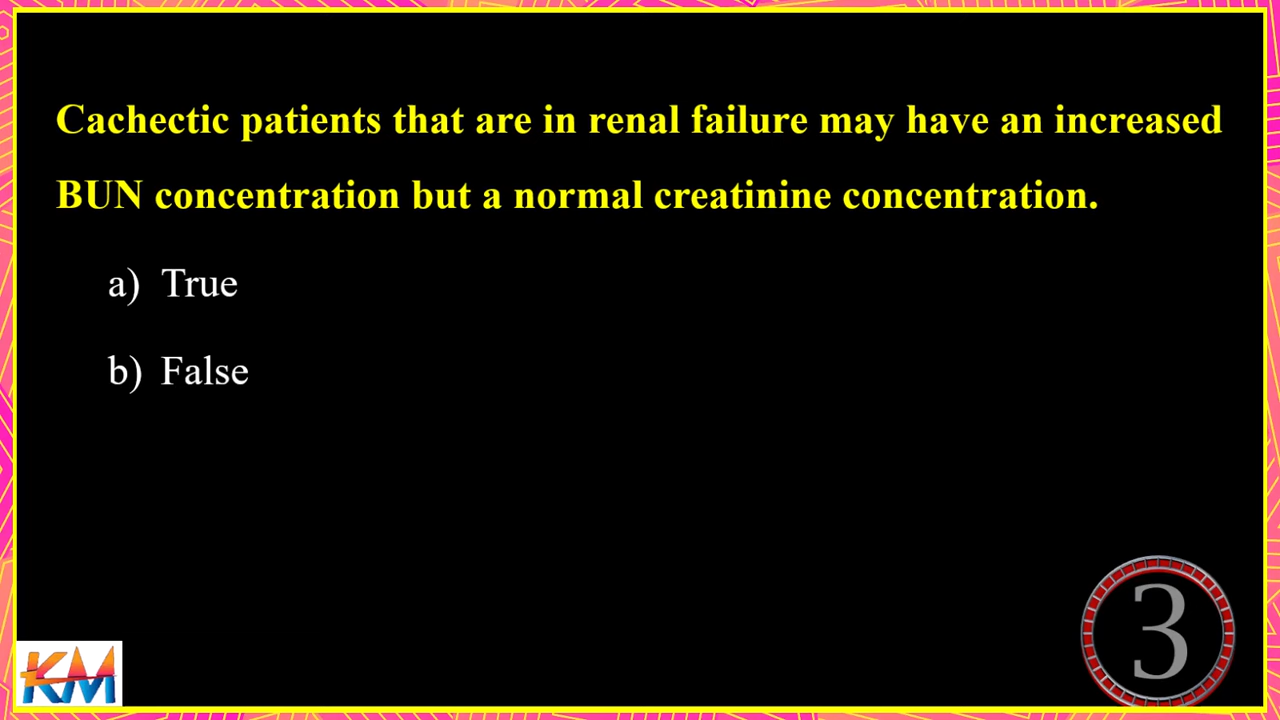 Cachectic patients that are in renal failure may have an increased
BUN concentration but a normal creatinine concentration.
a) True
b) False
3
KM